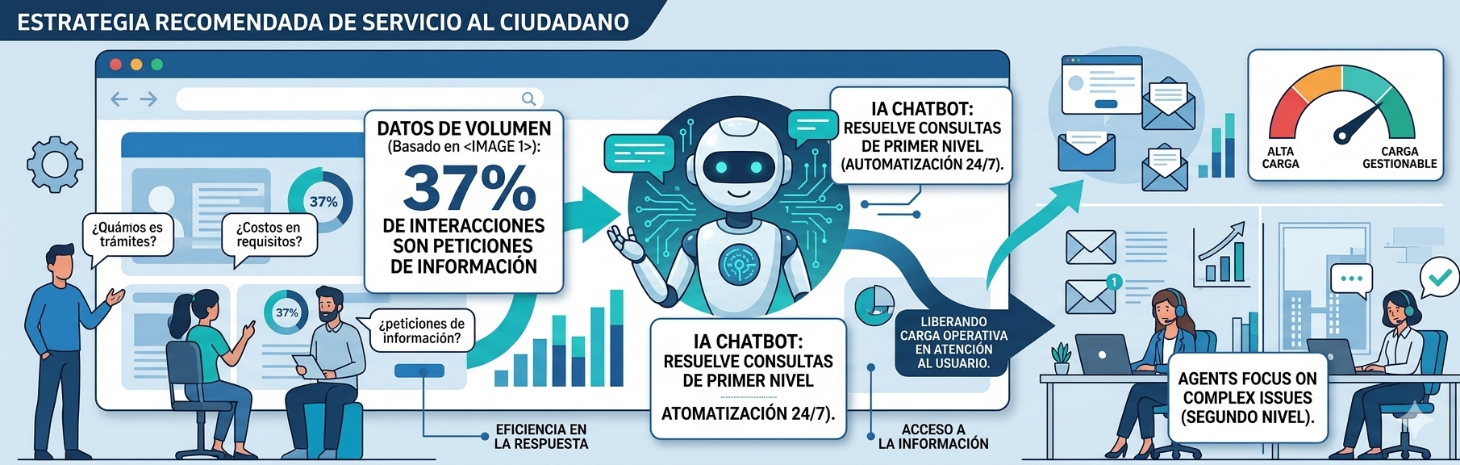 ESTRATEGIA RECOMENDADA DE SERVICIO AL CIUDADANO
DATOS DE VOLUMEN
(Basado en <IMAGE 1>):
37%
DE INTERACCIONES
SON PETICIONES
DE INFORMACIÓN
37%
¿Quámos es
trámites?
¿Costos en
requisitos?
37%
¿peticiones de
información?
EFICIENCIA EN
LA RESPUESTA
IA CHATBOT:
RESUELVE CONSULTAS
DE PRIMER NIVEL
(AUTOMATIZACIÓN 24/7).
IA CHATBOT:
RESUELVE CONSULTAS
DE PRIMER NIVEL
ATOMATIZACIÓN 24/7).
LIBERANDO
CARGA OPERATIVA
EN ATENCIÓN
AL USUARIO.
ACCESO A
LA INFORMACIÓN
ALTA
CARGA
CARGA
GESTIONABLE
1
AGENTS FOCUS ON
COMPLEX ISSUES
(SEGUNDO NIVEL).